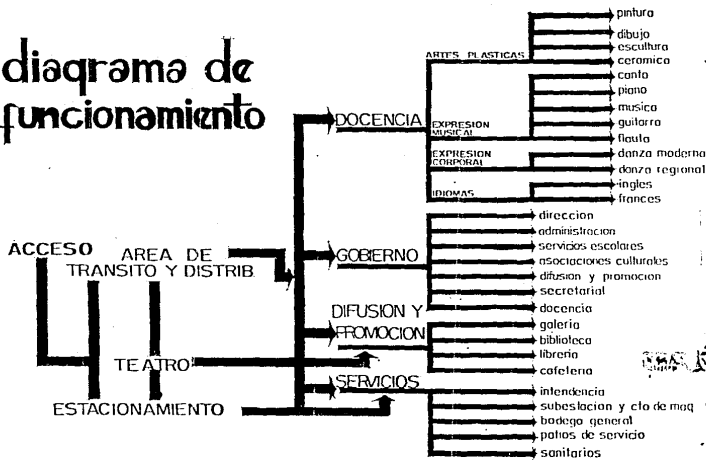 diagrama de
funcionamiento
ACCESO
AREA DE
TRANSITO Y DISTRIB.
TEATRO
ESTACIONAMIENTO
DOCENCIA
ARTES PLASTICAS
pintura
dibujo
escultura
ceramica
EXPRESION
MUSICAL
canto
piano
musica
guitarra
flauta
EXPRESION
CORPORAL
danza moderna
danza regional
IDIOMAS
ingles
frances
GOBIERNO
direccion
administracion
servicios escolares
asociaciones culturales
difusion y promocion
secretarial
docencia
DIFUSION Y
PROMOCION
galeria
biblioteca
libreria
cafeteria
SERVICIOS
intendencia
subestacion y cto de maq
bodega general
patios de servicio
sanitarios